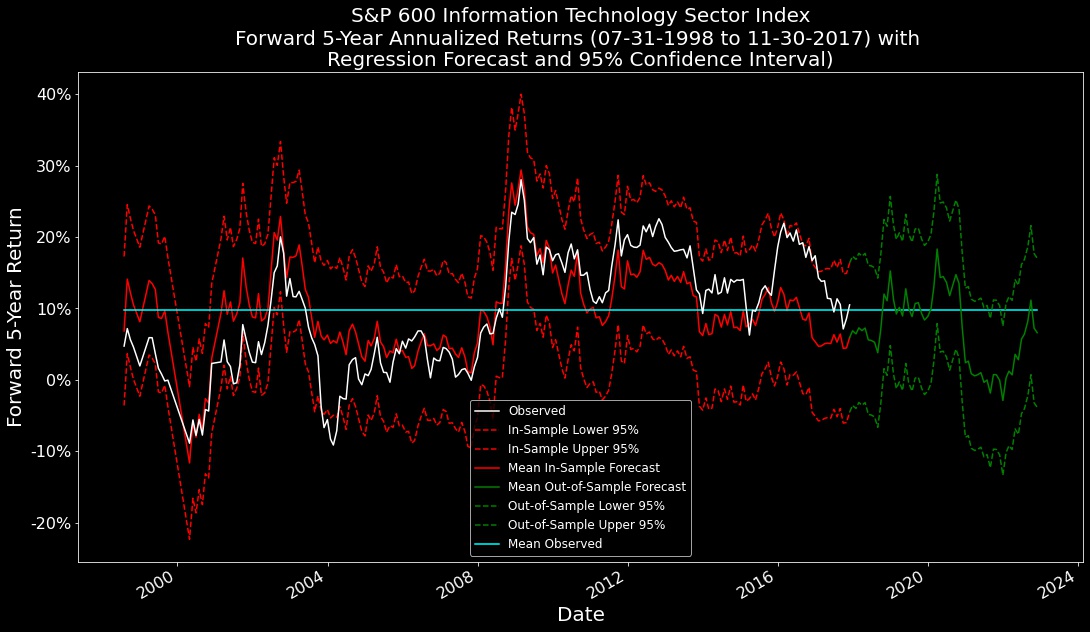 S&P 600 Information Technology Sector Index
Forward 5-Year Annualized Returns (07-31-1998 to 11-30-2017) with
Regression Forecast and 95% Confidence Interval)
Forward 5-Year Return
40%
30%
20%
10%
0%
-10%
-20%
Observed
In-Sample Lower 95%
In-Sample Upper 95%
Mean In-Sample Forecast
Mean Out-of-Sample Forecast
Out-of-Sample Lower 95%
Out-of-Sample Upper 95%
Mean Observed
2000
2004
2008
2012
2016
2020
2024
Date